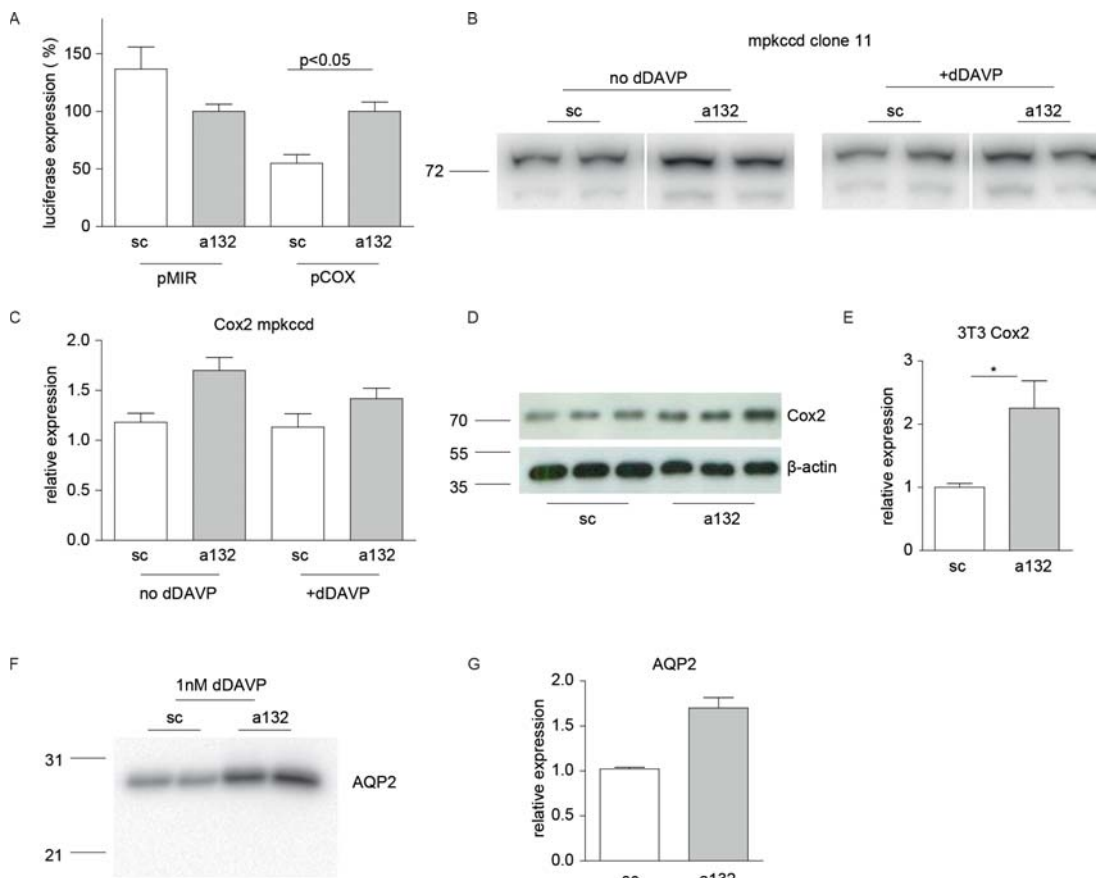 A
luciferase expression ( %)
150
100
50
0
p<0.05
sc a132 sc a132
pMIR pCOX
B
mpkccd clone 11
no dDAVP +dDAVP
sc a132 sc a132
72
C
Cox2 mpkccd
relative expression
2.0
1.5
1.0
0.5
0.0
sc a132 sc a132
no dDAVP +dDAVP
D
70
55
35
Cox2
β-actin
sc a132
E
3T3 Cox2
relative expression
3
2
1
0
*
sc a132
F
1nM dDAVP
sc a132
31
21
AQP2
G
AQP2
relative expression
2.0
1.5
1.0
0.5
0.0
sc a132